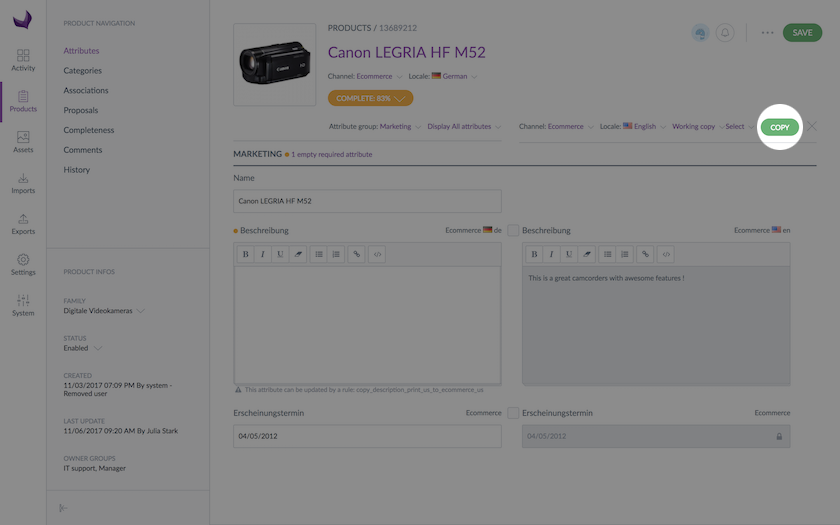 PRODUCT NAVIGATION
Attributes
Categories
Associations
Proposals
Completeness
Comments
History
Activity
Products
Assets
Imports
Exports
Settings
System
PRODUCT INFOS
FAMILY
Digitale Videokameras
STATUS
Enabled
CREATED
11/03/2017 07:09 PM By system -
Removed user
LAST UPDATE
11/06/2017 09:20 AM By Julia Stark
OWNER GROUPS
IT support, Manager
PRODUCTS / 13689212
SAVE
Canon LEGRIA HF M52
Channel: Ecommerce Locale: German
COMPLETE: 83%
Attribute group: Marketing Display All attributes Channel: Ecommerce Locale: English Working copy Select COPY
MARKETING 1 empty required attribute
Name
Canon LEGRIA HF M52
Beschreibung Ecommerce de Beschreibung Ecommerce en
B I U B I U
This is a great camcorders with awesome features !
This attribute can be updated by a rule: copy_description_print_us_to_ecommerce_us
Erscheinungstermin Ecommerce Erscheinungstermin Ecommerce
04/05/2012 04/05/2012